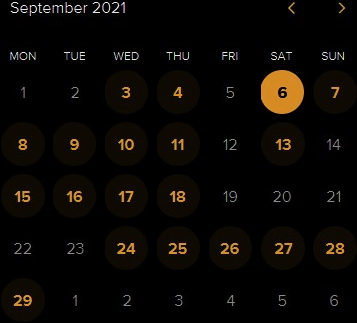 September 2021
MON TUE WED THU FRI SAT SUN
1 2 3 4 5 6 7
8 9 10 11 12 13 14
15 16 17 18 19 20 21
22 23 24 25 26 27 28
29 1 2 3 4 5 6